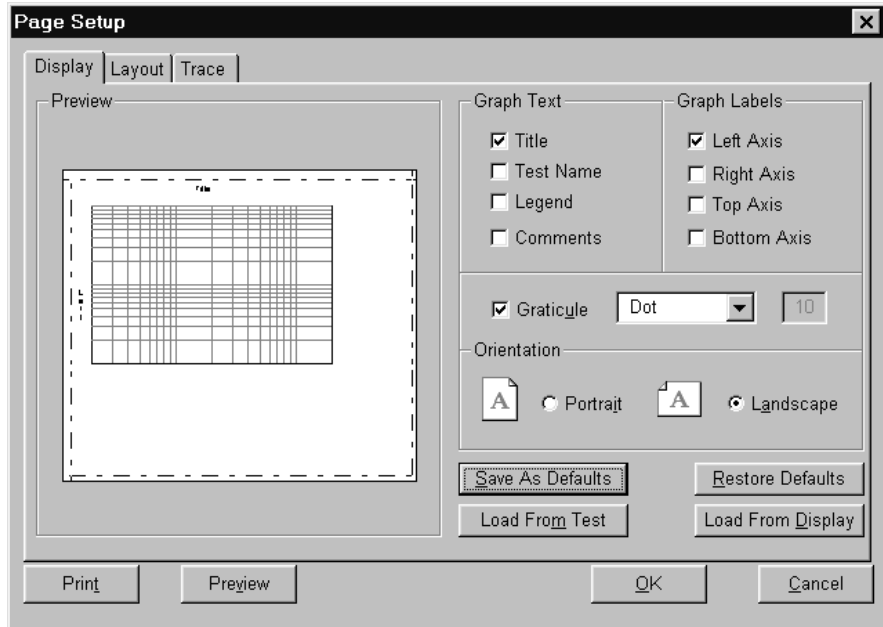 Page Setup
Display Layout Trace
Preview
Title
Graph Text
Title
Test Name
Legend
Comments
Graph Labels
Left Axis
Right Axis
Top Axis
Bottom Axis
Graticule Dot 10
Orientation
A Portrait A Landscape
Save As Defaults Restore Defaults
Load From Test Load From Display
Print Preview OK Cancel